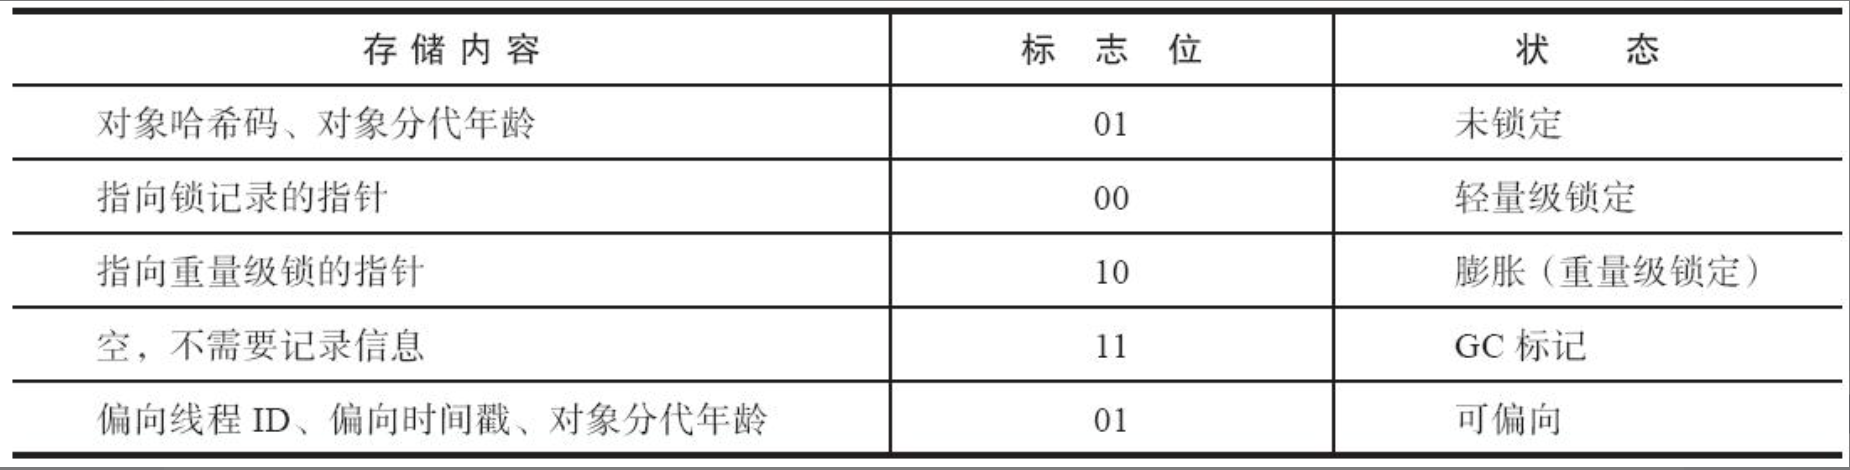 存储内容 标志位 状态
对象哈希码、对象分代年龄 01 未锁定
指向锁记录的指针 00 轻量级锁定
指向重量级锁的指针 10 膨胀（重量级锁定）
空，不需要记录信息 11 GC 标记
偏向线程 ID、偏向时间戳、对象分代年龄 01 可偏向